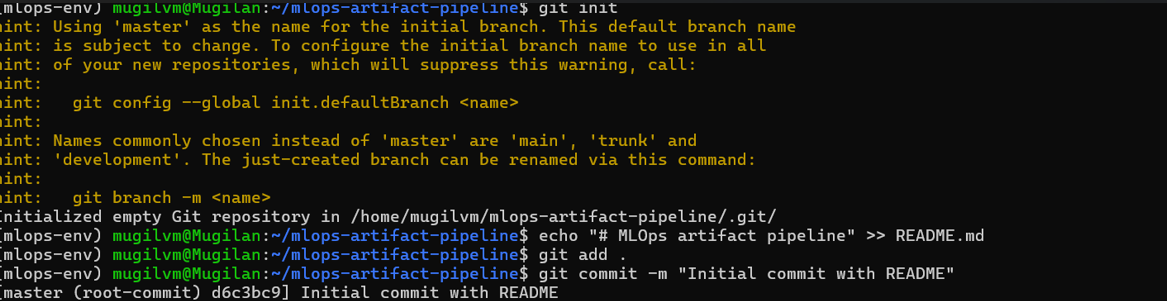 (mlops-env) mugilvm@Mugilan:~/mlops-artifact-pipeline$ git init
hint: Using 'master' as the name for the initial branch. This default branch name
hint: is subject to change. To configure the initial branch name to use in all
hint: of your new repositories, which will suppress this warning, call:
hint:
hint:   git config --global init.defaultBranch <name>
hint:
hint: Names commonly chosen instead of 'master' are 'main', 'trunk' and
hint: 'development'. The just-created branch can be renamed via this command:
hint:
hint:   git branch -m <name>
Initialized empty Git repository in /home/mugilvm/mlops-artifact-pipeline/.git/
(mlops-env) mugilvm@Mugilan:~/mlops-artifact-pipeline$ echo "# MLOps artifact pipeline" >> README.md
(mlops-env) mugilvm@Mugilan:~/mlops-artifact-pipeline$ git add .
(mlops-env) mugilvm@Mugilan:~/mlops-artifact-pipeline$ git commit -m "Initial commit with README"
[master (root-commit) d6c3bc9] Initial commit with README